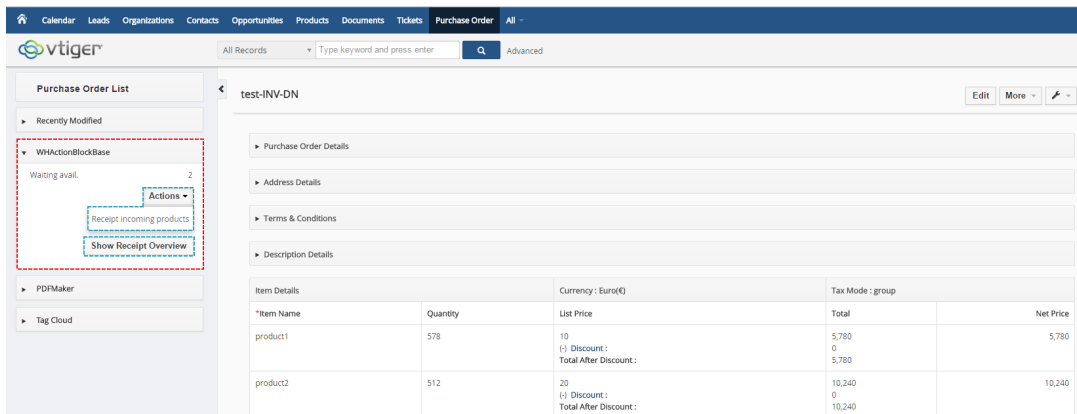 Calendar Leads Organizations Contacts Opportunities Products Documents Tickets Purchase Order All
vtiger
All Records Type keyword and press enter Advanced
Purchase Order List
test-INV-DN
Edit More
Recently Modified
WHActionBlockBase
Waiting avail. 2
Actions
Receipt incoming products
Show Receipt Overview
PDFMaker
Tag Cloud
Purchase Order Details
Address Details
Terms & Conditions
Description Details
Item Details Currency : Euro(€) Tax Mode : group
*Item Name Quantity List Price Total Net Price
product1 578 10 5,780 5,780
(-) Discount : 0
Total After Discount : 5,780
product2 512 20 10,240 10,240
(-) Discount : 0
Total After Discount : 10,240